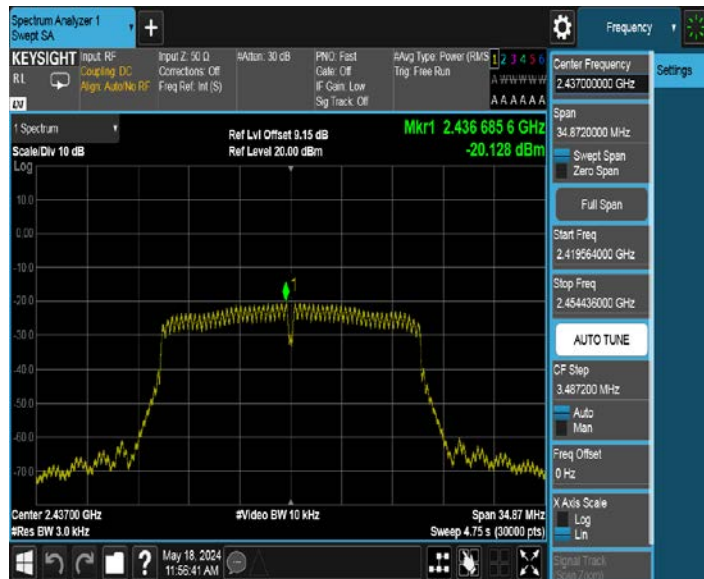 Spectrum Analyzer 1
Swept SA
+
Frequency
KEYSIGHT
RL
Input: RF
Coupling: DC
Align: Auto/No RF
Input Z: 50 Ω
Corrections: Off
Freq Ref: Int (S)
#Atten: 30 dB
PNO: Fast
Gate: Off
IF Gain: Low
Sig Track: Off
#Avg Type: Power (RMS
Trig: Free Run
1 2 3 4 5 6
A W W W W W
A A A A A A
LXI
Settings
1 Spectrum
Scale/Div 10 dB
Log
Ref Lvl Offset 9.15 dB
Ref Level 20.00 dBm
Mkr1 2.436 685 6 GHz
-20.128 dBm
10.0
0.00
-10.0
-20.0
-30.0
-40.0
-50.0
-60.0
-70.0
1
Center 2.43700 GHz
#Res BW 3.0 kHz
#Video BW 10 kHz
Span 34.87 MHz
Sweep 4.75 s (30000 pts)
Center Frequency
2.437000000 GHz
Span
34.8720000 MHz
Swept Span
Zero Span
Full Span
Start Freq
2.419564000 GHz
Stop Freq
2.454436000 GHz
AUTO TUNE
CF Step
3.487200 MHz
Auto
Man
Freq Offset
0 Hz
X Axis Scale
Log
Lin
Signal Track
(Span Zoom)
?
May 18, 2024
11:56:41 AM